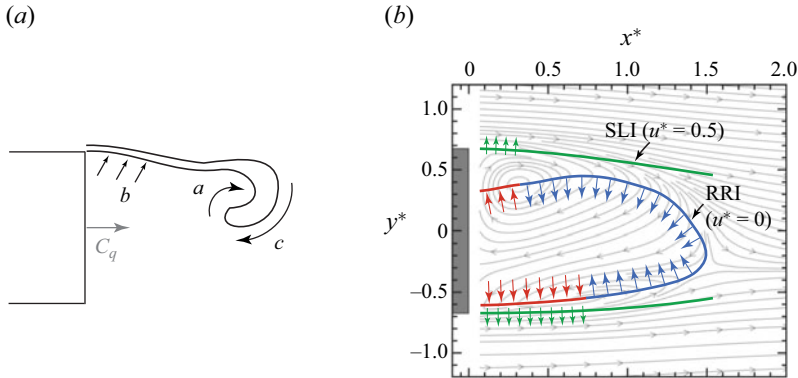 (a)
(b)
x*
0 0.5 1.0 1.5 2.0
1.0
SLI (u* = 0.5)
a
0.5
b
RRI
(u* = 0)
c
y* 0
C_q
−0.5
−1.0